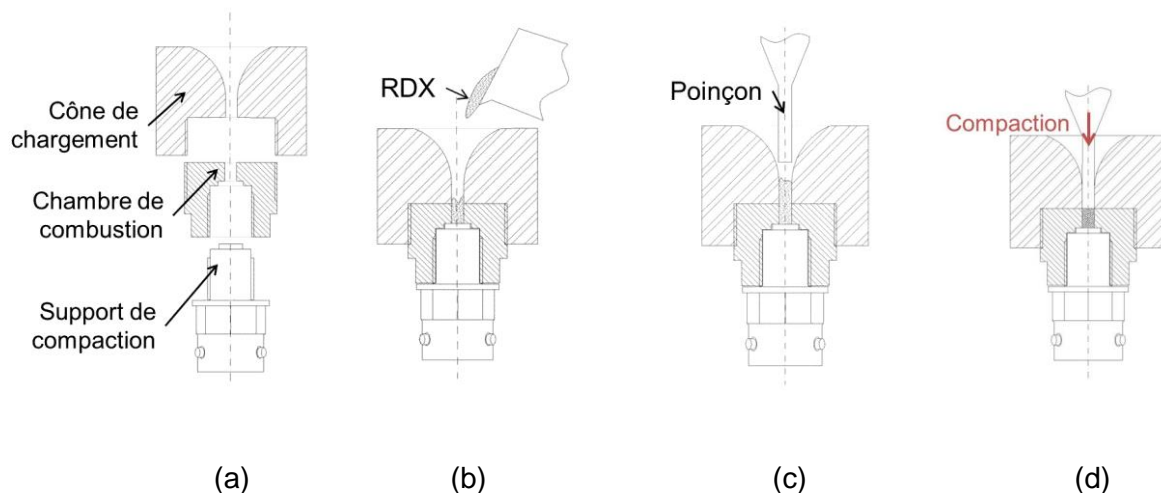 Cône de
chargement
Chambre de
combustion
Support de
compaction
RDX
Poinçon
Compaction
(a)
(b)
(c)
(d)